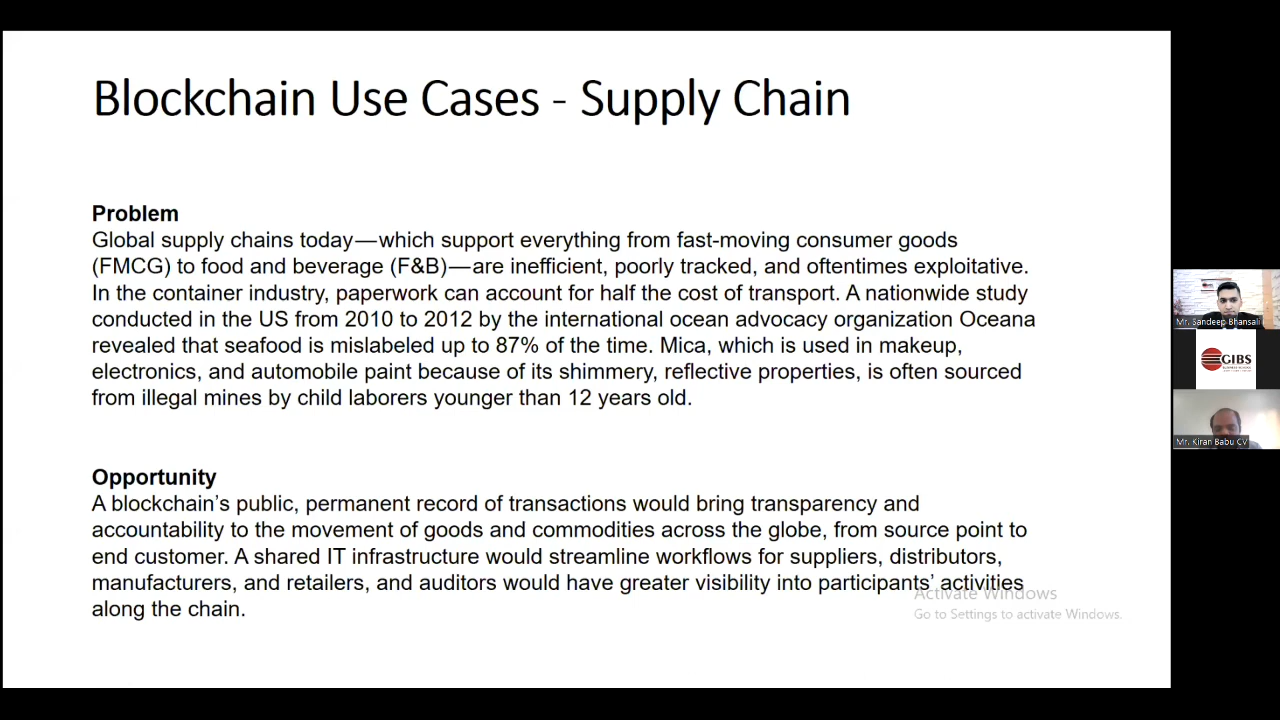 Blockchain Use Cases - Supply Chain
Problem
Global supply chains today—which support everything from fast-moving consumer goods
(FMCG) to food and beverage (F&B)—are inefficient, poorly tracked, and oftentimes exploitative.
In the container industry, paperwork can account for half the cost of transport. A nationwide study
conducted in the US from 2010 to 2012 by the international ocean advocacy organization Oceana
revealed that seafood is mislabeled up to 87% of the time. Mica, which is used in makeup,
electronics, and automobile paint because of its shimmery, reflective properties, is often sourced
from illegal mines by child laborers younger than 12 years old.
Opportunity
A blockchain’s public, permanent record of transactions would bring transparency and
accountability to the movement of goods and commodities across the globe, from source point to
end customer. A shared IT infrastructure would streamline workflows for suppliers, distributors,
manufacturers, and retailers, and auditors would have greater visibility into participants’ activities
along the chain.
Activate Windows
Go to Settings to activate Windows.
Mr. Sandeep Bhansali
GIBS
Mr. Kiran Babu CV